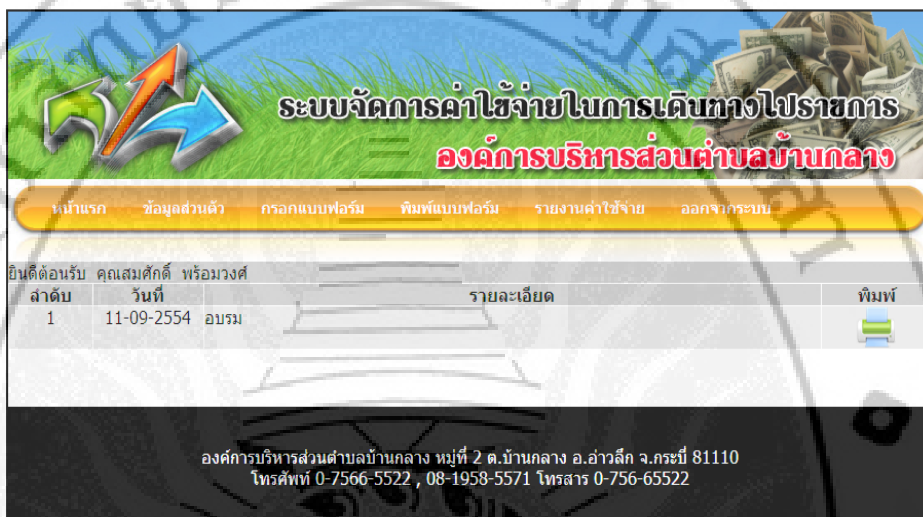 ระบบจัดการค่าใช้จ่ายในการเดินทางไปราชการ
องค์การบริหารส่วนตำบลบ้านกลาง
หน้าแรก ข้อมูลส่วนตัว กรอกแบบฟอร์ม พิมพ์แบบฟอร์ม รายงานค่าใช้จ่าย ออกจากระบบ
ยินดีต้อนรับ คุณสมศักดิ์ พร้อมวงศ์
ลำดับ วันที่ รายละเอียด พิมพ์
1 11-09-2554 อบรม
องค์การบริหารส่วนตำบลบ้านกลาง หมู่ที่ 2 ต.บ้านกลาง อ.อ่าวลึก จ.กระบี่ 81110
โทรศัพท์ 0-7566-5522 , 08-1958-5571 โทรสาร 0-756-65522